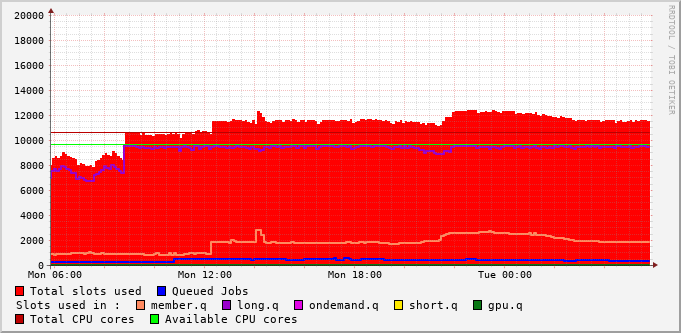 20000
18000
16000
14000
12000
10000
8000
6000
4000
2000
0
Mon 06:00 Mon 12:00 Mon 18:00 Tue 00:00
RRDTOOL / TOBI OETIKER
Total slots used Queued Jobs
Slots used in : member.q long.q ondemand.q short.q gpu.q
Total CPU cores Available CPU cores